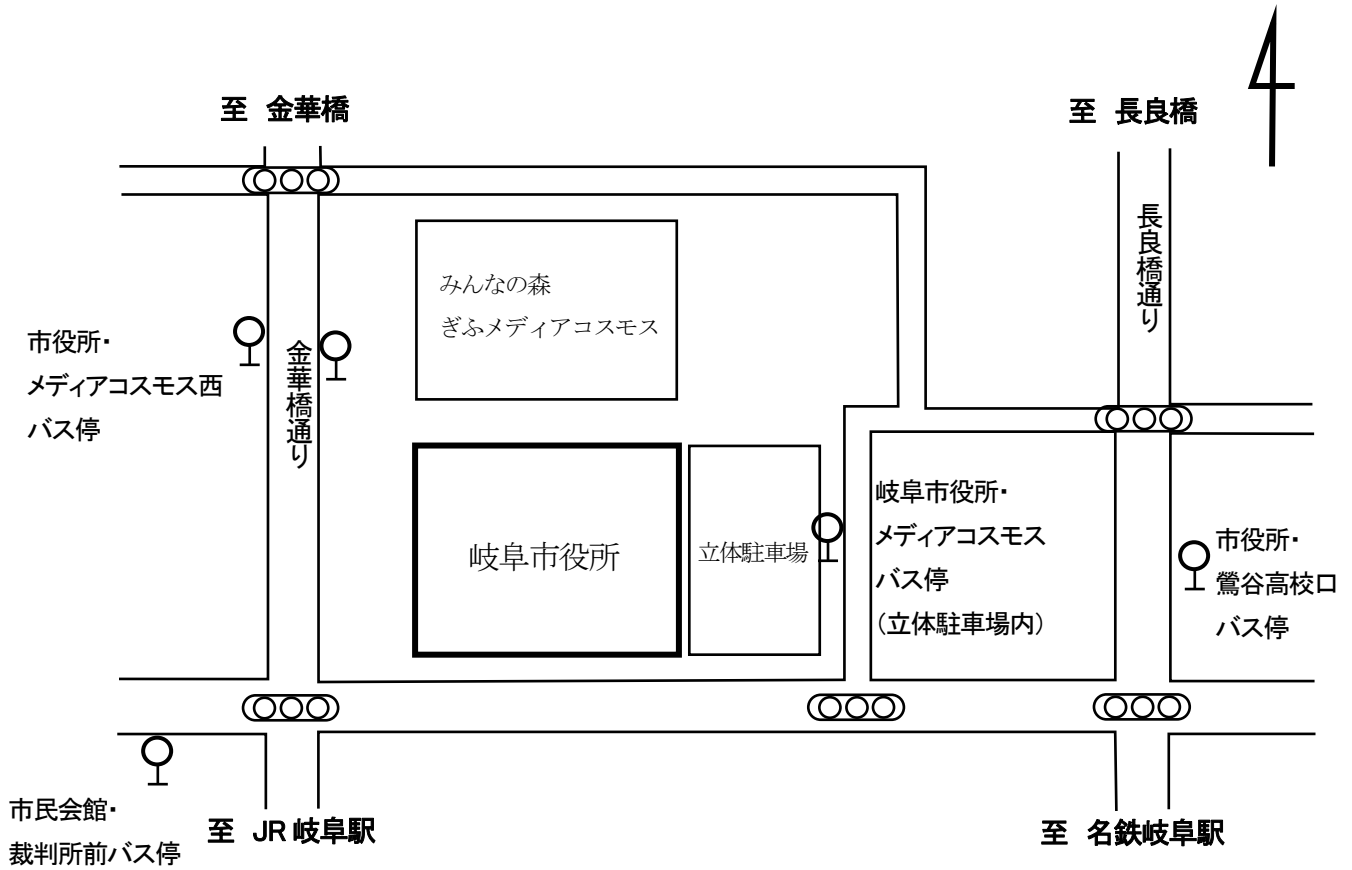 至 金華橋
至 長良橋
長良橋通り
みんなの森
ぎふメディアコスモス
市役所・
メディアコスモス西
バス停
金華橋通り
岐阜市役所
立体駐車場
岐阜市役所・
メディアコスモス
バス停
(立体駐車場内)
市役所・
鶯谷高校口
バス停
市民会館・
裁判所前バス停
至 JR岐阜駅
至 名鉄岐阜駅